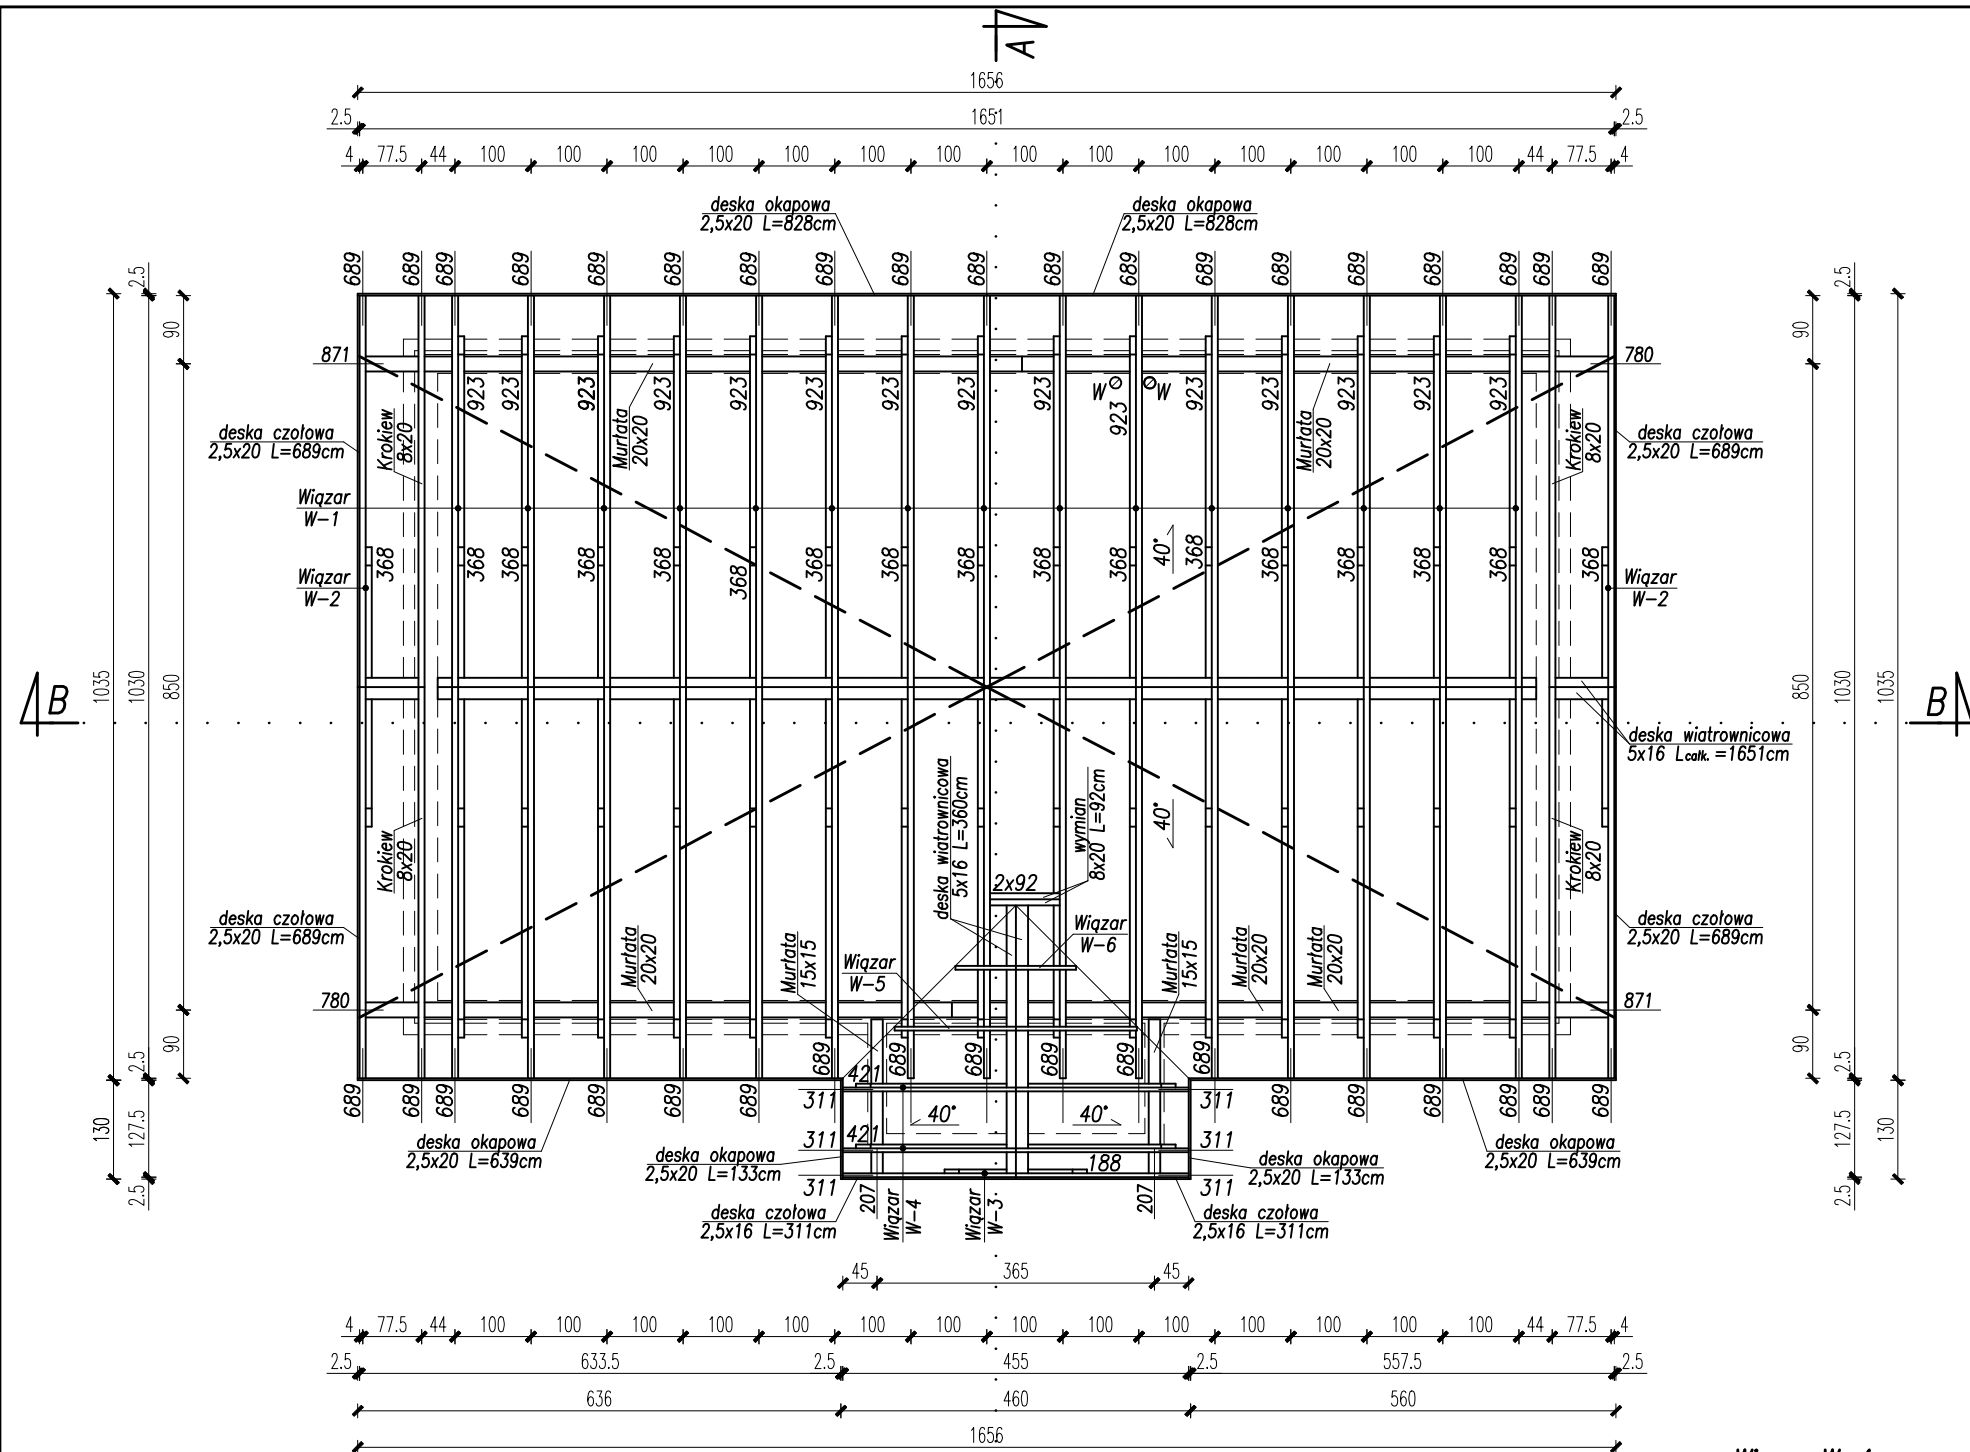 A
1656
2.5 1651 2.5
4 77.5 44 100 100 100 100 100 100 100 100 100 100 100 100 100 100 44 77.5 4
deska okapowa
2,5x20 L=828cm
deska okapowa
2,5x20 L=828cm
689 689 689 689 689 689 689 689 689 689 689 689 689 689 689 689 689 689 689
2.5
90
1035
1030
850
2.5
90
850
1030
1035
871
780
923 923 923 923 923 923 923 923 923 923 923 923 923 923 923
W W
Murłata
20x20
Murłata
20x20
Krokiew
8x20
Krokiew
8x20
deska czołowa
2,5x20 L=689cm
deska czołowa
2,5x20 L=689cm
Wiązar
W-1
40°
368 368 368 368 368 368 368 368 368 368 368 368 368 368 368 368 368
Wiązar
W-2
Wiązar
W-2
B
B
deska wiatrownicowa
5x16 Lcałk. =1651cm
deska wiatrownicowa
5x16 L=360cm
wymian
8x20 L=92cm
40°
Krokiew
8x20
Krokiew
8x20
2x92
deska czołowa
2,5x20 L=689cm
deska czołowa
2,5x20 L=689cm
Wiązar
W-6
Wiązar
W-5
Murłata
20x20
Murłata
15x15
Murłata
15x15
Murłata
20x20
Murłata
20x20
780
871
90
2.5
90
2.5
689 689 689 689 689
421
689 689 689 689 689 689 689 689
689 689 689 689 689 689
311 40° 40° 311
311 421 311
130
127.5
2.5
127.5
130
2.5
deska okapowa
2,5x20 L=639cm
deska okapowa
2,5x20 L=639cm
deska okapowa
2,5x20 L=133cm
deska okapowa
2,5x20 L=133cm
188
311 311
207
Wiązar
W-4
Wiązar
W-3
207
deska czołowa
2,5x16 L=311cm
deska czołowa
2,5x16 L=311cm
45 365 45
4 77.5 44 100 100 100 100 100 100 100 100 100 100 100 100 100 100 44 77.5 4
2.5 633.5 2.5 455 2.5 557.5 2.5
636 460 560
1656